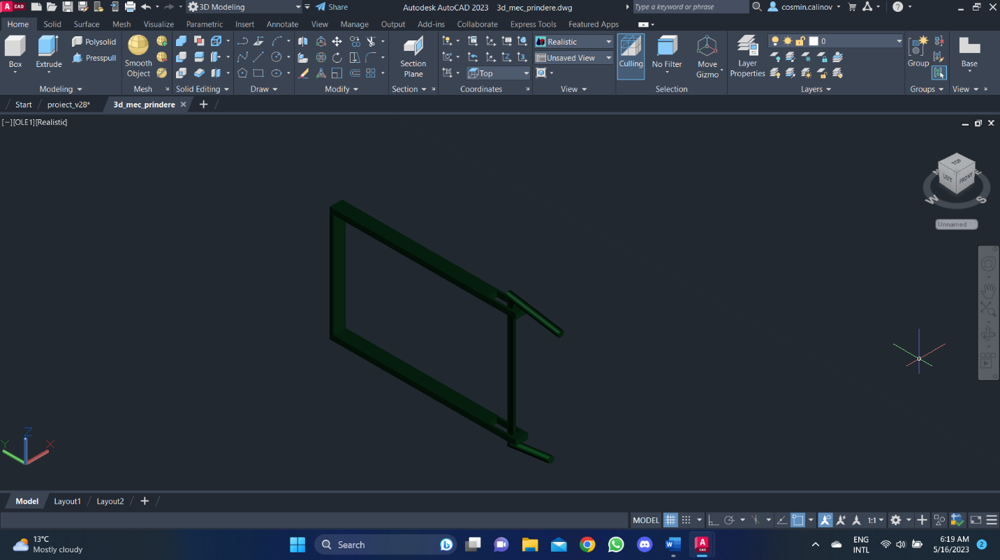 A CAD
3D Modeling
Share
Autodesk AutoCAD 2023 3d_mec_prindere.dwg
Type a keyword or phrase
cosmin.calinov
Home Solid Surface Mesh Visualize Parametric Insert Annotate View Manage Output Add-ins Collaborate Express Tools Featured Apps
Box
Extrude
Polysolid
Presspull
Modeling
Smooth
Object
Mesh
Solid Editing
Draw
Modify
Section
Plane
Section
Top
Coordinates
Realistic
Unsaved View
View
Culling
No Filter
Move
Gizmo
Selection
Layer
Properties
0
Layers
Group
Groups
Base
View
Start
proiect_v28*
3d_mec_prindere
[−][OLE1][Realistic]
TOP
LEFT
FRONT
N
E
W
S
Unnamed
Z
Y
X
Model
Layout1
Layout2
MODEL
1:1
13°C
Mostly cloudy
Search
W
A
CAD
ENG
INTL
6:19 AM
5/16/2023
2